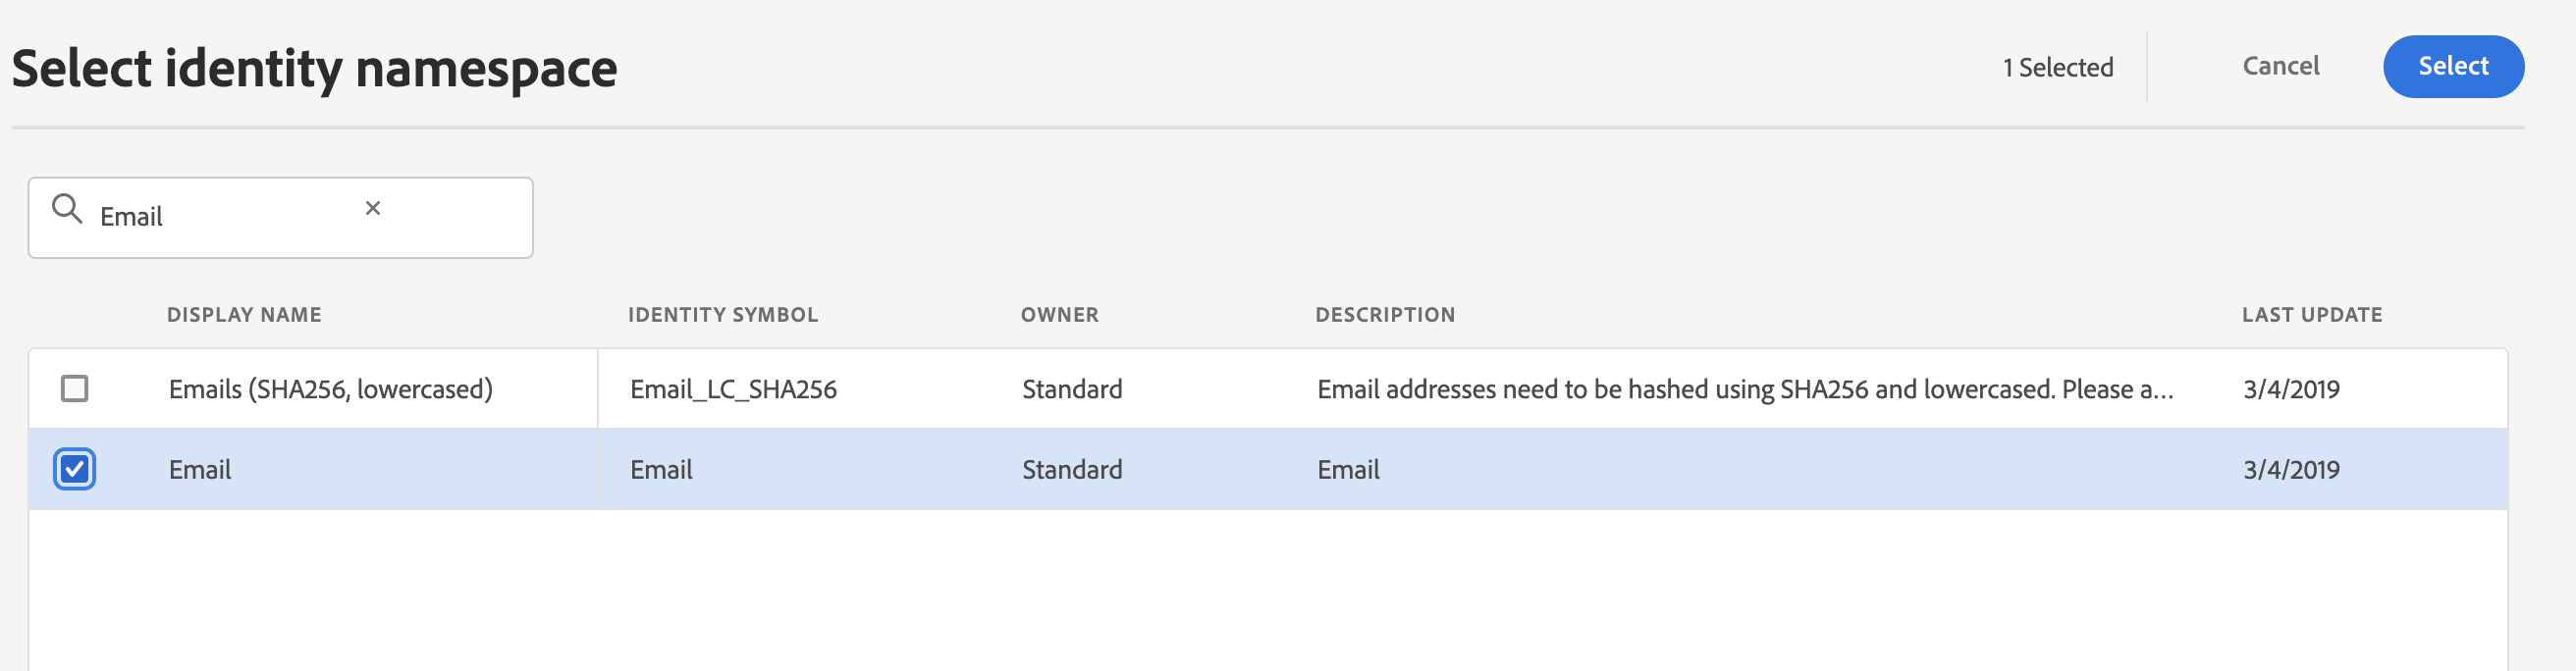 Select identity namespace
1 Selected
Cancel
Select
Email
DISPLAY NAME IDENTITY SYMBOL OWNER DESCRIPTION LAST UPDATE
Emails (SHA256, lowercased) Email_LC_SHA256 Standard Email addresses need to be hashed using SHA256 and lowercased. Please a... 3/4/2019
Email Email Standard Email 3/4/2019